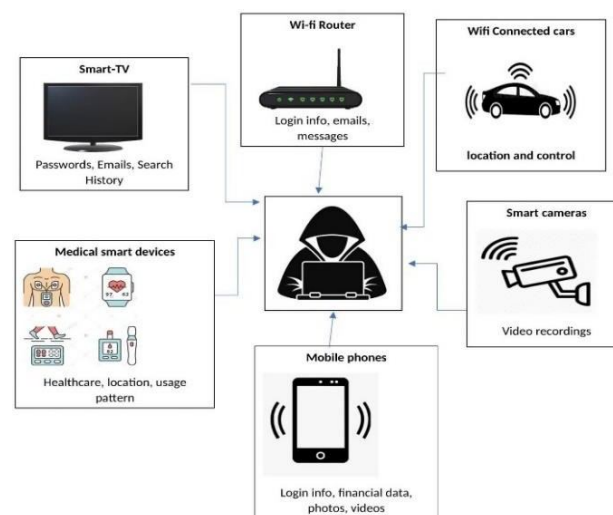 Wi-fi Router
Login info, emails,
messages
Wifi Connected cars
location and control
Smart-TV
Passwords, Emails, Search
History
Medical smart devices
Healthcare, location, usage
pattern
Smart cameras
Video recordings
Mobile phones
Login info, financial data,
photos, videos